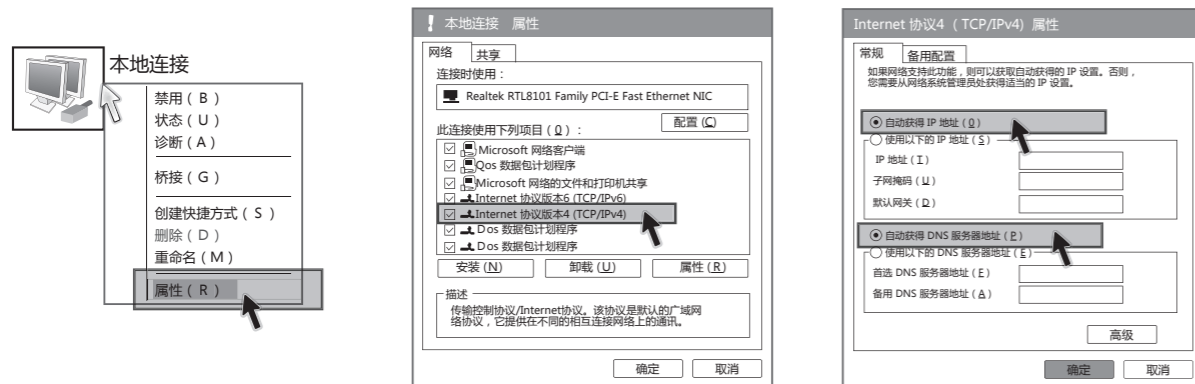 本地连接
禁用（B）
状态（U）
诊断（A）
桥接（G）
创建快捷方式（S）
删除（D）
重命名（M）
属性（R）
! 本地连接 属性
网络 共享
连接时使用：
Realtek RTL8101 Family PCI-E Fast Ethernet NIC
配置 (C)
此连接使用下列项目（Q）：
Microsoft 网络客户端
Qos 数据包计划程序
Microsoft 网络的文件和打印机共享
Internet 协议版本6 (TCP/IPv6)
Internet 协议版本4 (TCP/IPv4)
Dos 数据包计划程序
Dos 数据包计划程序
安装 (N) 卸载 (U) 属性 (R)
描述
传输控制协议/Internet协议。该协议是默认的广域网
络协议，它提供在不同的相互连接网络上的通讯。
确定 取消
Internet 协议4 （TCP/IPv4）属性
常规 备用配置
如果网络支持此功能，则可以获取自动获得的 IP 设置。否则，
您需要从网络系统管理员处获得适当的 IP 设置。
自动获得 IP 地址（Q）
使用以下的 IP 地址（S）
IP 地址（I）
子网掩码（U）
默认网关（D）
自动获得 DNS 服务器地址（P）
使用以下的 DNS 服务器地址（E）
首选 DNS 服务器地址（E）
备用 DNS 服务器地址（A）
高级
确定 取消